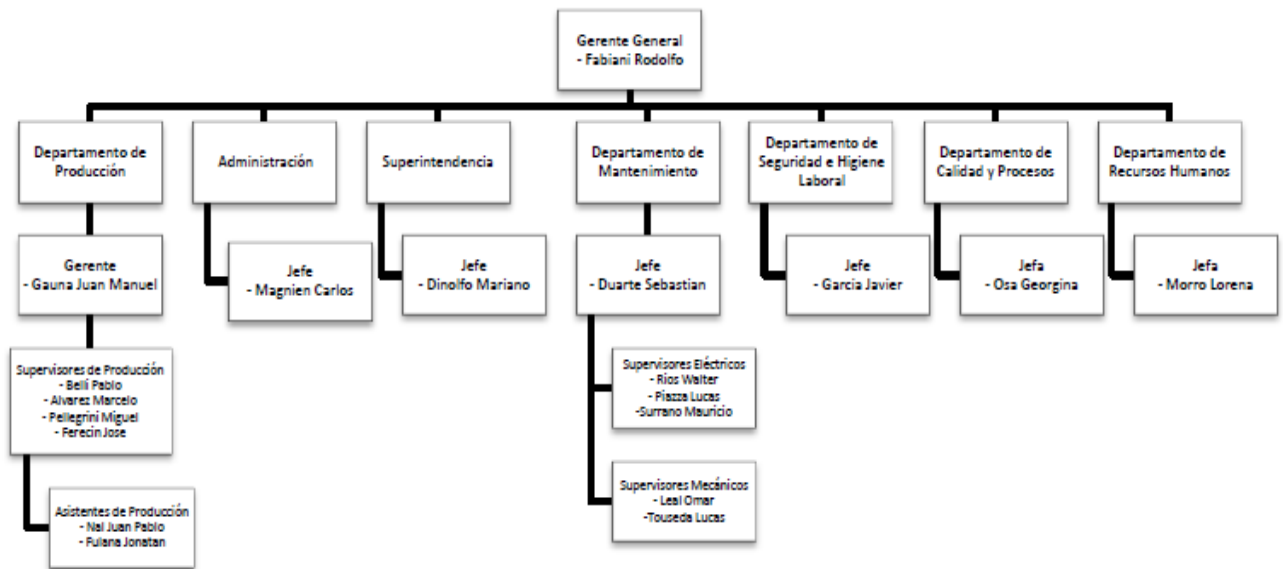 Gerente General
- Fabiani Rodolfo
Departamento de
Producción
Administración
Superintendencia
Departamento de
Mantenimiento
Departamento de
Seguridad e Higiene
Laboral
Departamento de
Calidad y Procesos
Departamento de
Recursos Humanos
Gerente
- Gauna Juan Manuel
Jefe
- Magnien Carlos
Jefe
- Dinolfo Mariano
Jefe
- Duarte Sebastian
Jefe
- Garcia Javier
Jefa
- Osa Georgina
Jefa
- Morro Lorena
Supervisores de Producción
- Belli Pablo
- Alvarez Marcelo
- Pellegrini Miguel
- Ferecin Jose
Supervisores Eléctricos
- Rios Walter
- Piazza Lucas
-Surrano Mauricio
Asistentes de Producción
- Nal Juan Pablo
- Fulana Jonatan
Supervisores Mecánicos
- Leal Omar
-Touseda Lucas